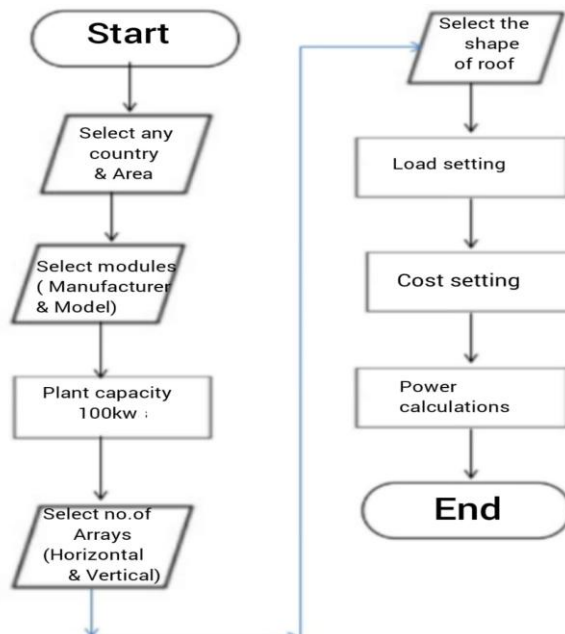 Start
Select any
country
& Area
Select modules
( Manufacturer
& Model)
Plant capacity
100kw :
Select no.of
Arrays
(Horizontal
& Vertical)
Select the
shape
of roof
Load setting
Cost setting
Power
calculations
End